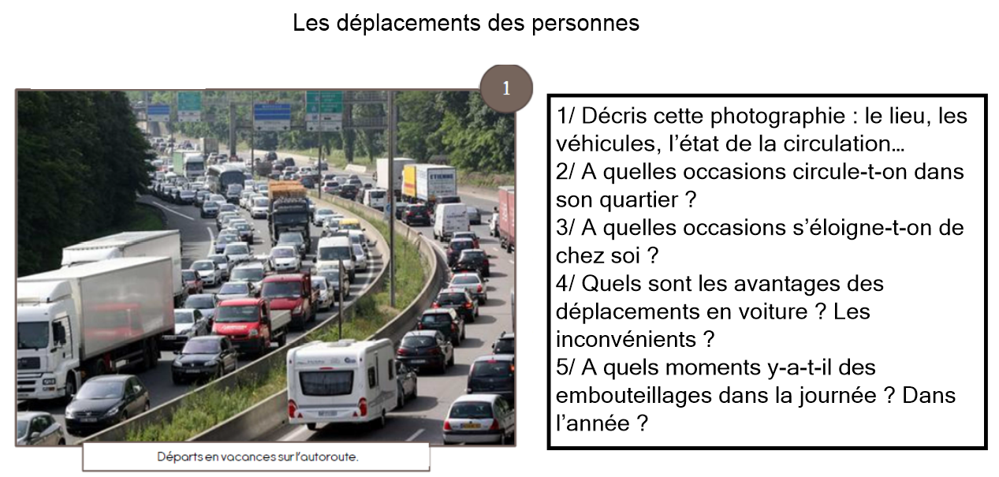 Les déplacements des personnes
1
1/ Décris cette photographie : le lieu, les
véhicules, l’état de la circulation…
2/ A quelles occasions circule-t-on dans
son quartier ?
3/ A quelles occasions s’éloigne-t-on de
chez soi ?
4/ Quels sont les avantages des
déplacements en voiture ? Les
inconvénients ?
5/ A quels moments y-a-t-il des
embouteillages dans la journée ? Dans
l’année ?
ETIENNE
MAN
Départs en vacances sur l’autoroute.